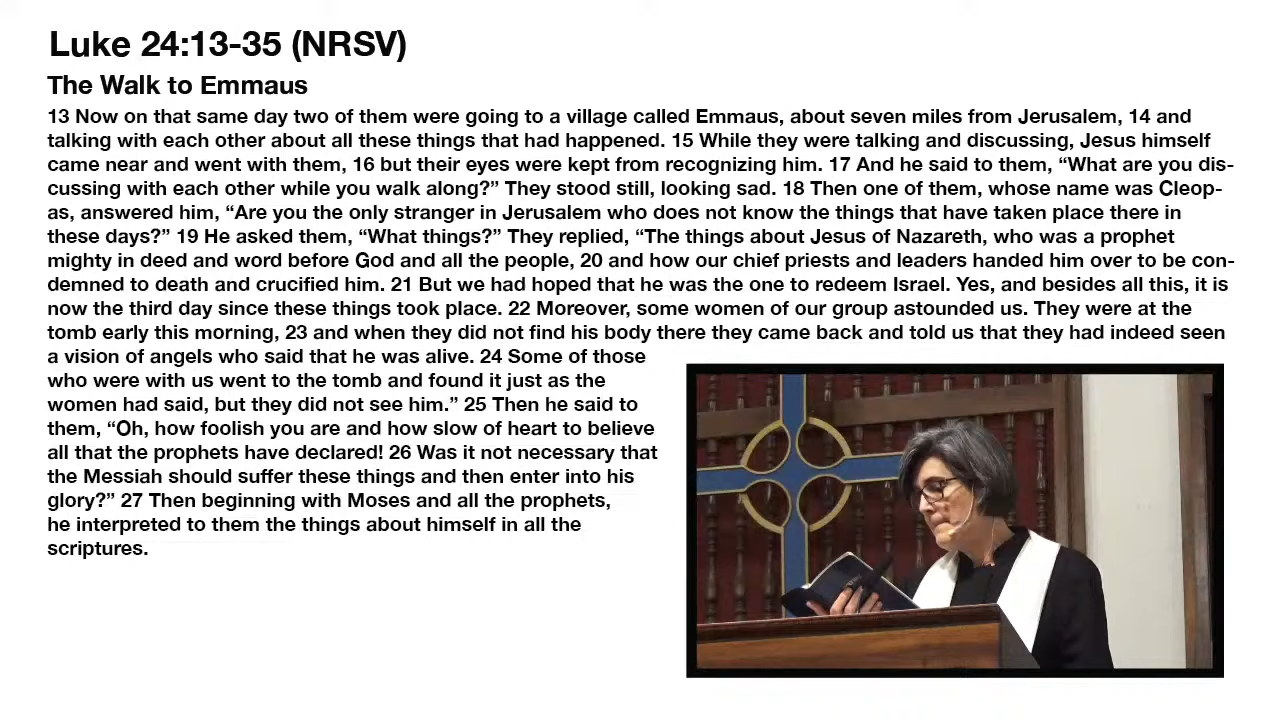 Luke 24:13-35 (NRSV)
The Walk to Emmaus
13 Now on that same day two of them were going to a village called Emmaus, about seven miles from Jerusalem, 14 and
talking with each other about all these things that had happened. 15 While they were talking and discussing, Jesus himself
came near and went with them, 16 but their eyes were kept from recognizing him. 17 And he said to them, “What are you dis-
cussing with each other while you walk along?” They stood still, looking sad. 18 Then one of them, whose name was Cleop-
as, answered him, “Are you the only stranger in Jerusalem who does not know the things that have taken place there in
these days?” 19 He asked them, “What things?” They replied, “The things about Jesus of Nazareth, who was a prophet
mighty in deed and word before God and all the people, 20 and how our chief priests and leaders handed him over to be con-
demned to death and crucified him. 21 But we had hoped that he was the one to redeem Israel. Yes, and besides all this, it is
now the third day since these things took place. 22 Moreover, some women of our group astounded us. They were at the
tomb early this morning, 23 and when they did not find his body there they came back and told us that they had indeed seen
a vision of angels who said that he was alive. 24 Some of those
who were with us went to the tomb and found it just as the
women had said, but they did not see him.” 25 Then he said to
them, “Oh, how foolish you are and how slow of heart to believe
all that the prophets have declared! 26 Was it not necessary that
the Messiah should suffer these things and then enter into his
glory?” 27 Then beginning with Moses and all the prophets,
he interpreted to them the things about himself in all the
scriptures.